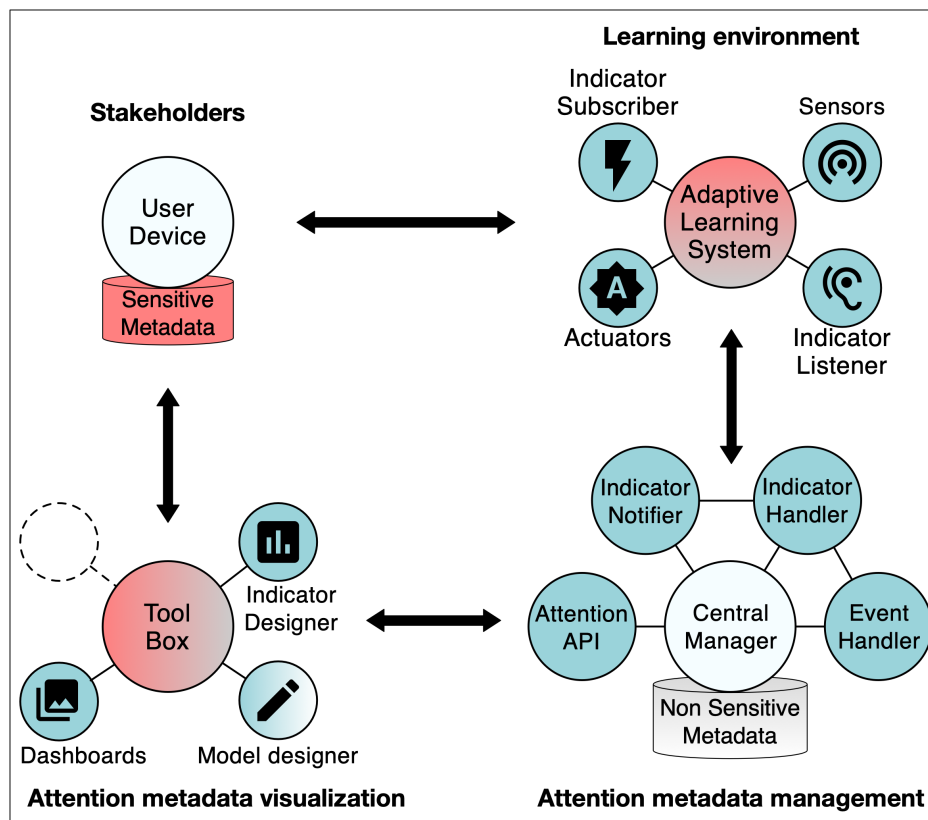 Learning environment
Stakeholders
Indicator
Subscriber
Sensors
User
Device
Adaptive
Learning
System
Sensitive
Metadata
A
Actuators
Indicator
Listener
Indicator
Notifier
Indicator
Handler
Indicator
Designer
Tool
Box
Attention
API
Central
Manager
Event
Handler
Non Sensitive
Metadata
Dashboards
Model designer
Attention metadata visualization
Attention metadata management